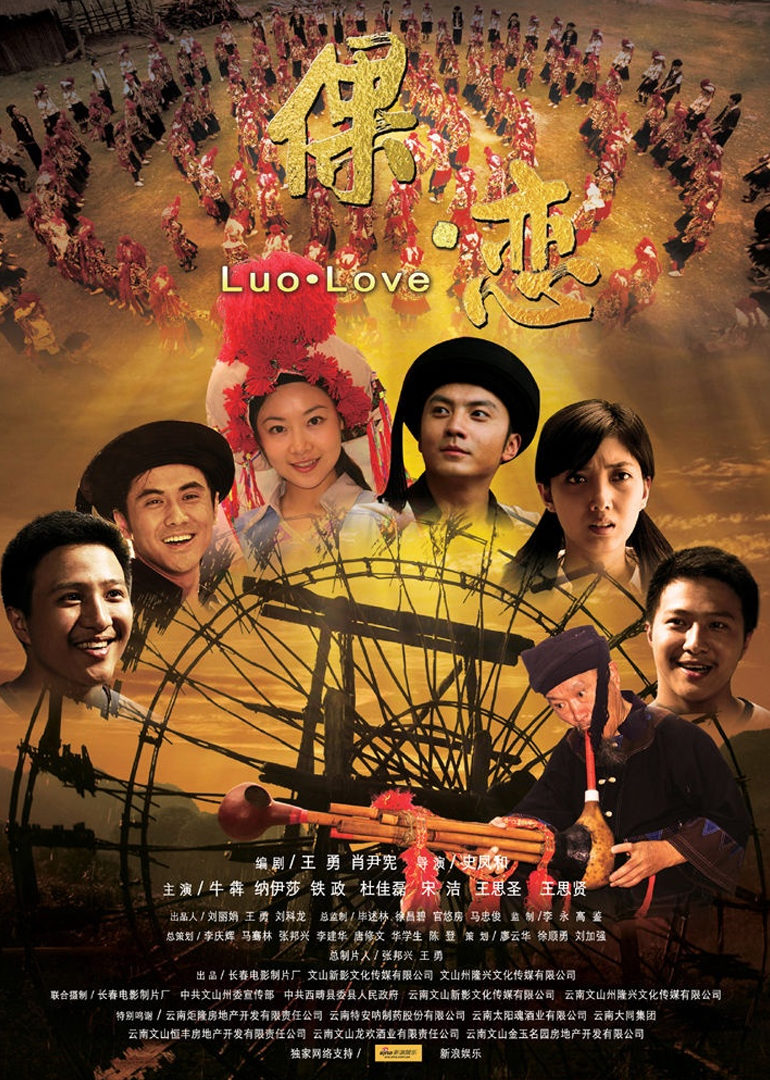 倮·恋
Luo•Love
编剧/王 勇 肖尹宪 导演/史凤和
主演/牛犇 纳伊莎 铁政 杜佳磊 宋洁 王思圣 王思贤
出品人/刘丽娟 王勇 刘科龙 总监制/毕述林 徐昌碧 官悠房 马忠俊 监制/李永高 鉴
总策划/李庆辉 马骞林 张邦兴 李建华 唐修文 华学生 陈登 策划/廖云华 徐顺勇 刘加强
总制片人/张邦兴 王勇
出品/长春电影制片厂 文山新影文化传媒有限公司 文山州隆兴文化传媒有限公司
联合摄制/长春电影制片厂 中共文山州委宣传部 中共西畴县委县人民政府 云南文山新影文化传媒有限公司 云南文山州隆兴文化传媒有限公司
特别鸣谢/云南炬隆房地产开发有限责任公司 云南特安呐制药股份有限公司 云南太阳魂酒业有限公司 云南大同集团
云南文山恒丰房地产开发有限责任公司 云南文山龙欢酒业有限责任公司 云南文山金玉名园房地产开发有限公司
独家网络支持/ sina 新浪娱乐 新浪娱乐